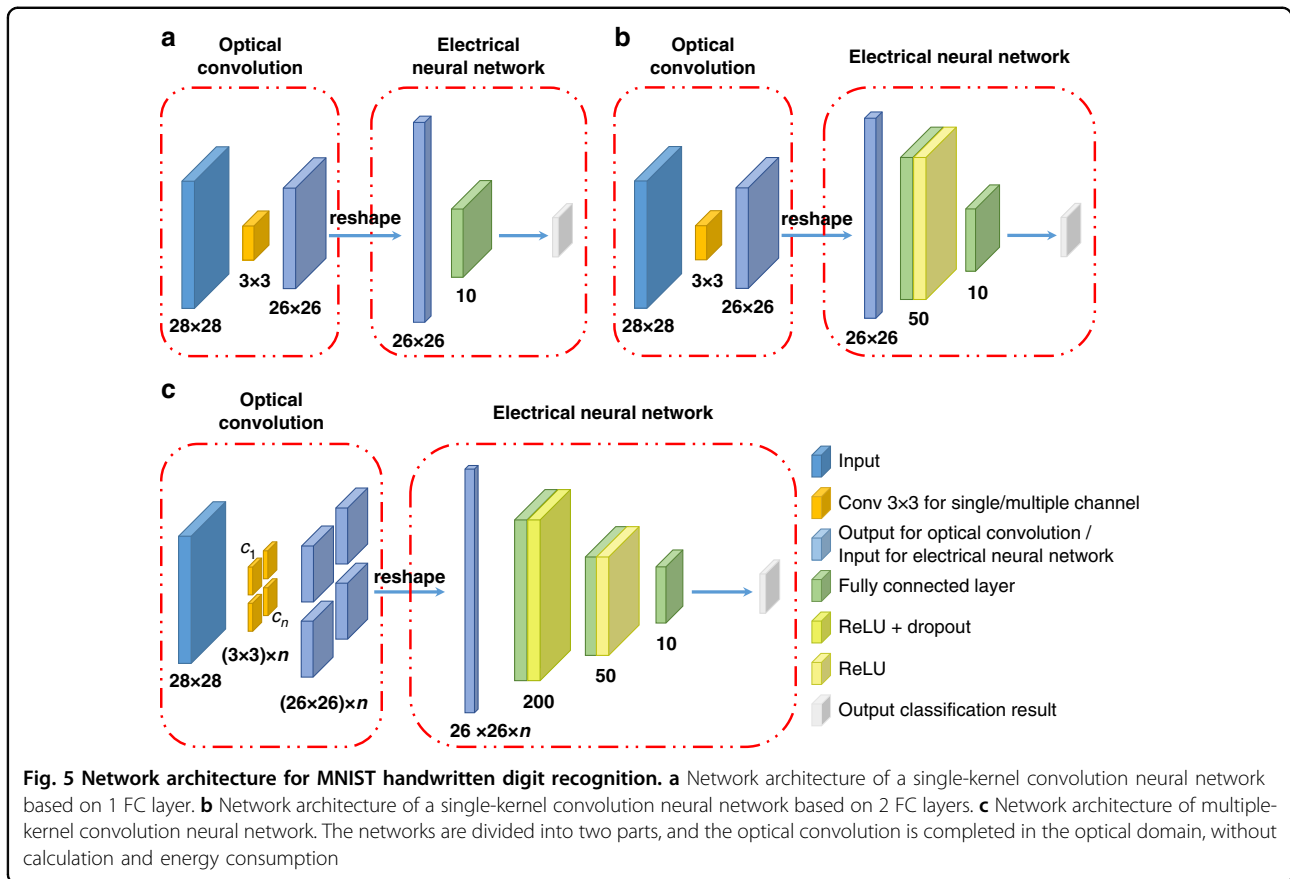 a
Optical
convolution
Electrical
neural network
reshape
3×3
28×28
26×26
10
26×26
b
Optical
convolution
Electrical neural network
reshape
3×3
28×28
26×26
50
10
26×26
c
Optical
convolution
Electrical neural network
c1
cn
reshape
(3×3)×n
28×28
(26×26)×n
200
50
10
26 ×26×n
Input
Conv 3×3 for single/multiple channel
Output for optical convolution /
Input for electrical neural network
Fully connected layer
ReLU + dropout
ReLU
Output classification result
Fig. 5 Network architecture for MNIST handwritten digit recognition. a Network architecture of a single-kernel convolution neural network
based on 1 FC layer. b Network architecture of a single-kernel convolution neural network based on 2 FC layers. c Network architecture of multiple-
kernel convolution neural network. The networks are divided into two parts, and the optical convolution is completed in the optical domain, without
calculation and energy consumption